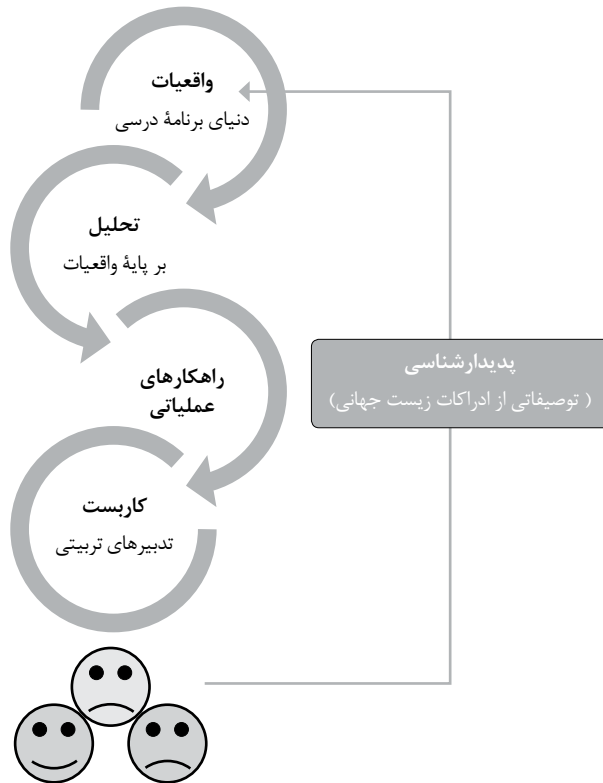 واقعیات
دنیای برنامهٔ درسی
تحلیل
بر پایهٔ واقعیات
راهکارهای
عملیاتی
پدیدارشناسی
( توصیفاتی از ادراکات زیست جهانی)
کاربست
تدبیرهای تربیتی